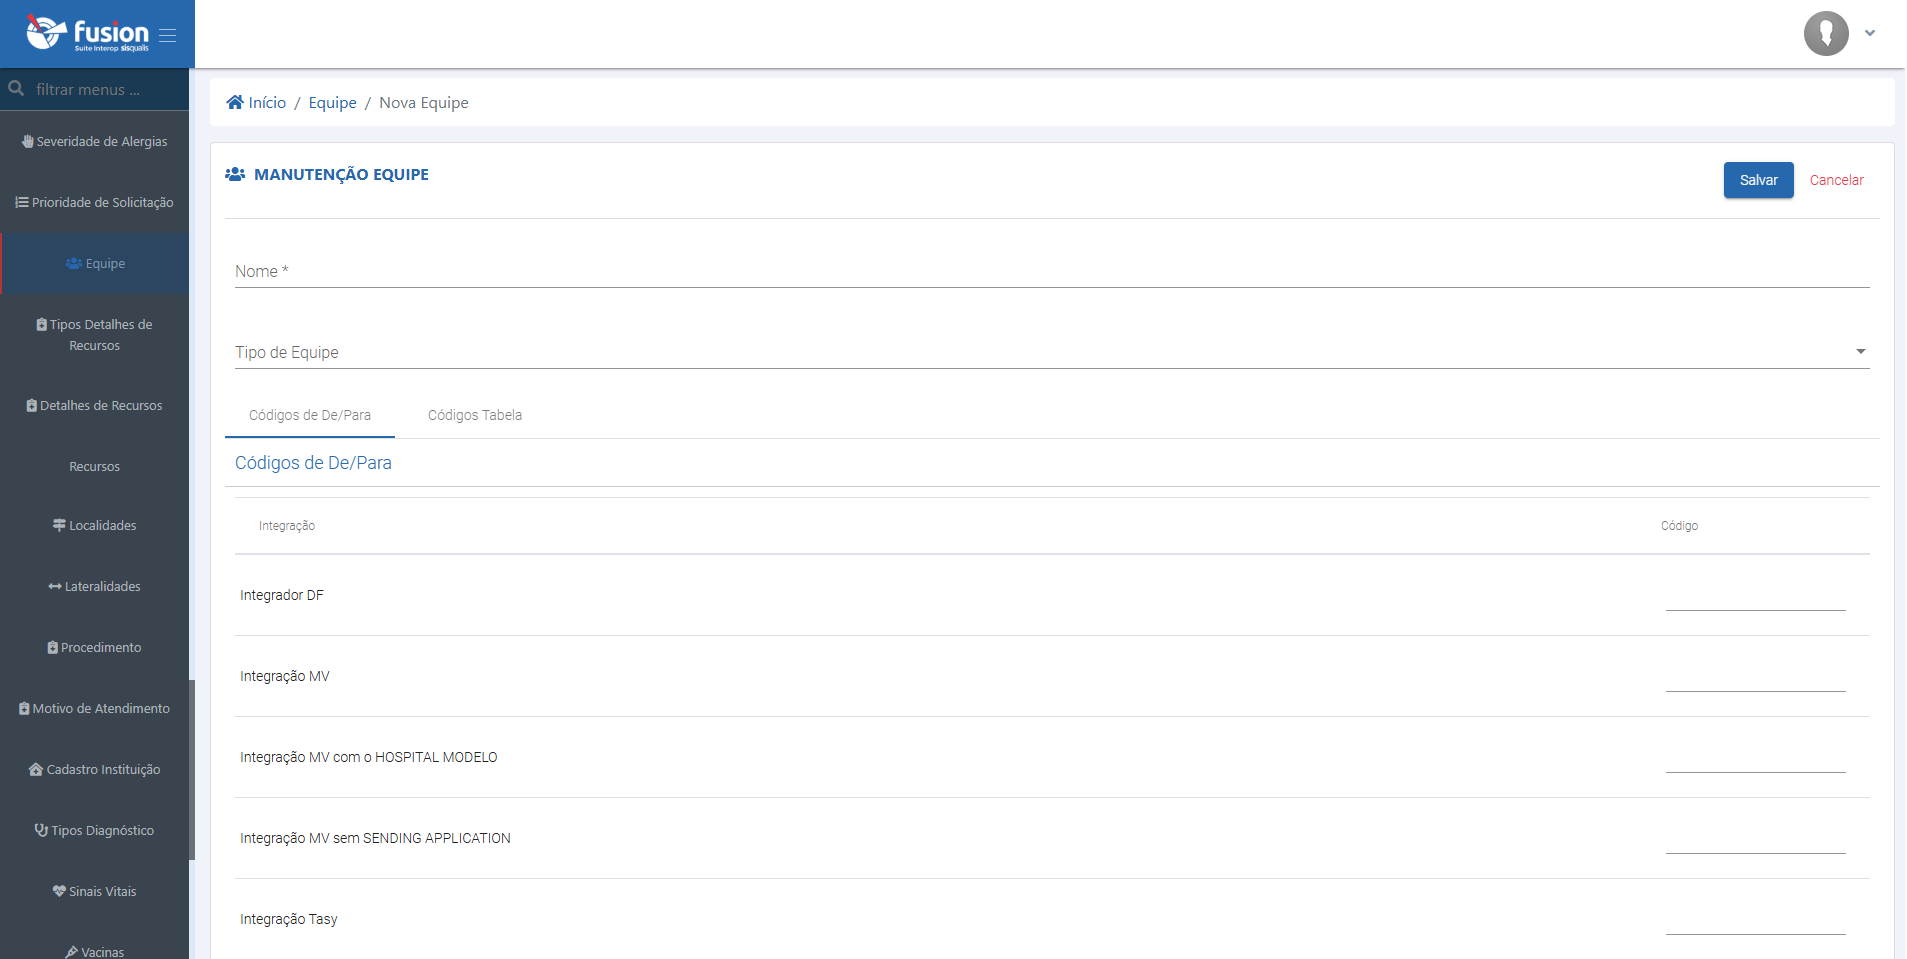 fusion
Suite Interop sisqualis
filtrar menus ...
Severidade de Alergias
Prioridade de Solicitação
Equipe
Tipos Detalhes de
Recursos
Detalhes de Recursos
Recursos
Localidades
Lateralidades
Procedimento
Motivo de Atendimento
Cadastro Instituição
Tipos Diagnóstico
Sinais Vitais
Vacinas
Início / Equipe / Nova Equipe
MANUTENÇÃO EQUIPE
Salvar Cancelar
Nome *
Tipo de Equipe
Códigos de De/Para Códigos Tabela
Códigos de De/Para
Integração Código
Integrador DF
Integração MV
Integração MV com o HOSPITAL MODELO
Integração MV sem SENDING APPLICATION
Integração Tasy